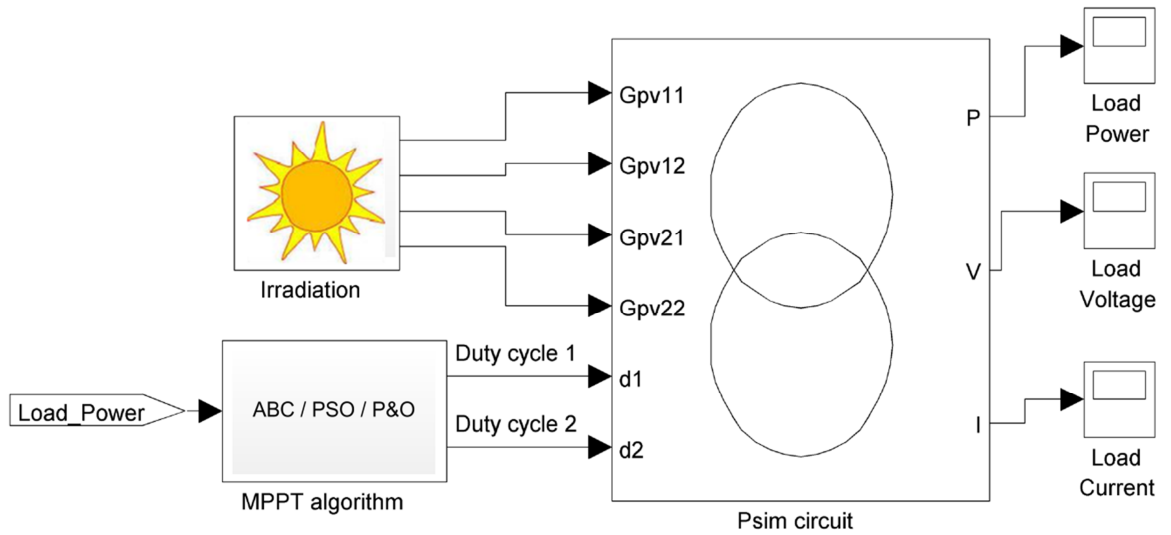 Gpv11
Gpv12
Gpv21
Gpv22
d1
d2
P
V
I
Load
Power
Load
Voltage
Load
Current
Irradiation
Duty cycle 1
Duty cycle 2
Load_Power
ABC / PSO / P&O
MPPT algorithm
Psim circuit